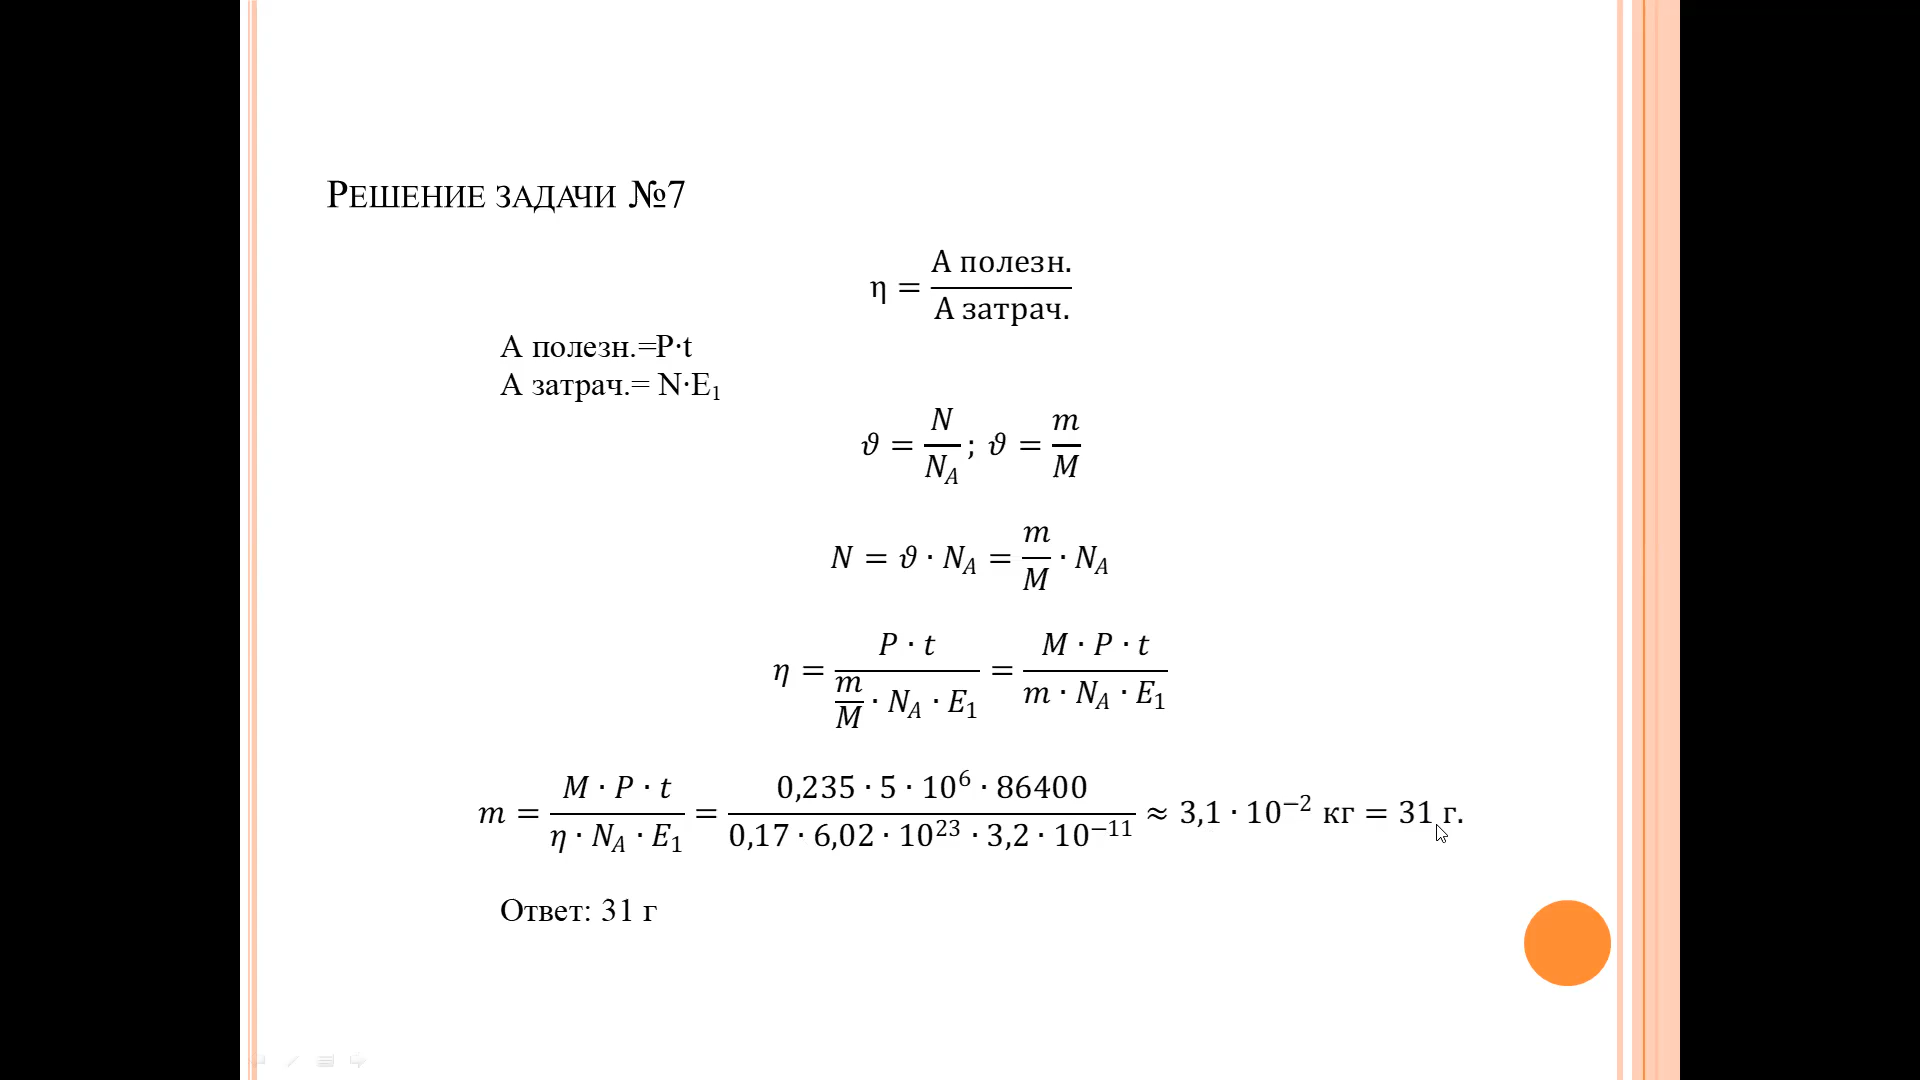 Решение задачи №7
η = А полезн. / А затрач.
А полезн.=P·t
А затрач.= N·E₁
𝜗 = N / N_A ; 𝜗 = m / M
N = 𝜗 · N_A = m / M · N_A
η = P · t / (m / M · N_A · E₁) = M · P · t / (m · N_A · E₁)
m = M · P · t / (η · N_A · E₁) = 0,235 · 5 · 10⁶ · 86400 / (0,17 · 6,02 · 10²³ · 3,2 · 10⁻¹¹) ≈ 3,1 · 10⁻² кг = 31 г.
Ответ: 31 г